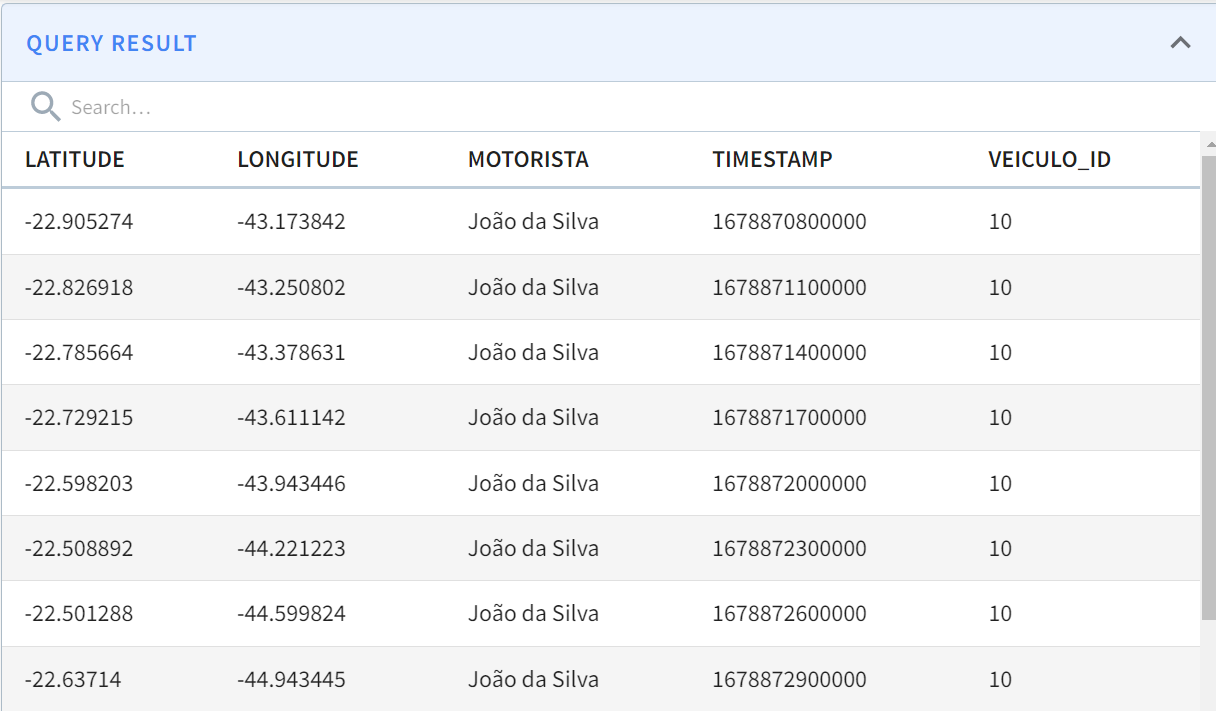 QUERY RESULT
Search...
LATITUDE LONGITUDE MOTORISTA TIMESTAMP VEICULO_ID
-22.905274 -43.173842 João da Silva 1678870800000 10
-22.826918 -43.250802 João da Silva 1678871100000 10
-22.785664 -43.378631 João da Silva 1678871400000 10
-22.729215 -43.611142 João da Silva 1678871700000 10
-22.598203 -43.943446 João da Silva 1678872000000 10
-22.508892 -44.221223 João da Silva 1678872300000 10
-22.501288 -44.599824 João da Silva 1678872600000 10
-22.63714 -44.943445 João da Silva 1678872900000 10